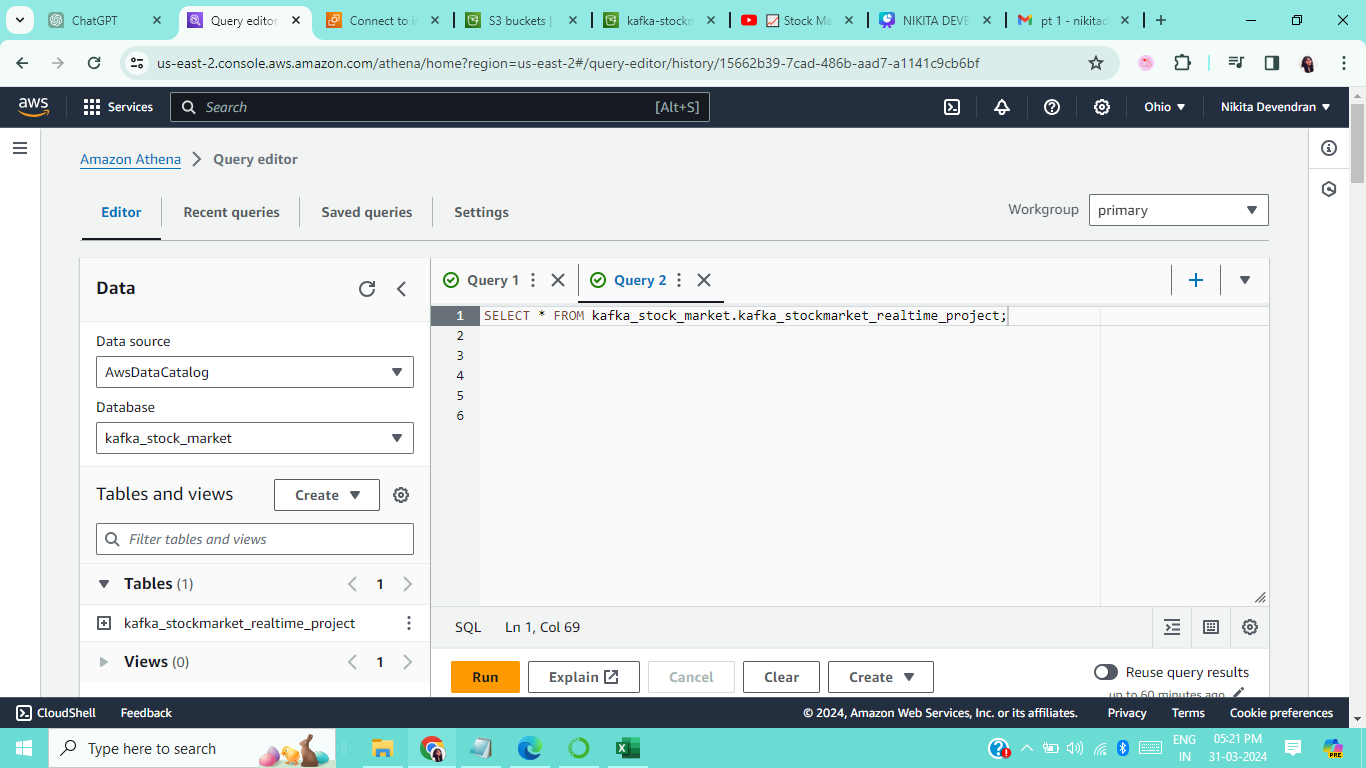 ChatGPT
Query editor
Connect to i
S3 buckets |
kafka-stock
Stock Ma
NIKITA DEVE
pt 1 - nikitad
us-east-2.console.aws.amazon.com/athena/home?region=us-east-2#/query-editor/history/15662b39-7cad-486b-aad7-a1141c9cb6bf
aws
Services
Search
[Alt+S]
Ohio
Nikita Devendran
Amazon Athena > Query editor
Editor
Recent queries
Saved queries
Settings
Workgroup
primary
Data
Data source
AwsDataCatalog
Database
kafka_stock_market
Tables and views
Create
Filter tables and views
Tables (1)
1
kafka_stockmarket_realtime_project
Views (0)
1
Query 1
Query 2
1 SELECT * FROM kafka_stock_market.kafka_stockmarket_realtime_project;
2
3
4
5
6
SQL
Ln 1, Col 69
Run
Explain
Cancel
Clear
Create
Reuse query results
up to 60 minutes ago
CloudShell
Feedback
© 2024, Amazon Web Services, Inc. or its affiliates.
Privacy
Terms
Cookie preferences
Type here to search
ENG
IN
05:21 PM
31-03-2024
PRE